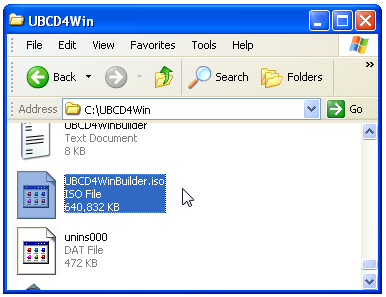 UBCD4Win
File Edit View Favorites Tools Help
Back Search Folders
Address C:\UBCD4Win Go
UBCD4WinBuilder
Text Document
8 KB
UBCD4WinBuilder.iso
ISO File
640,832 KB
unins000
DAT File
472 KB